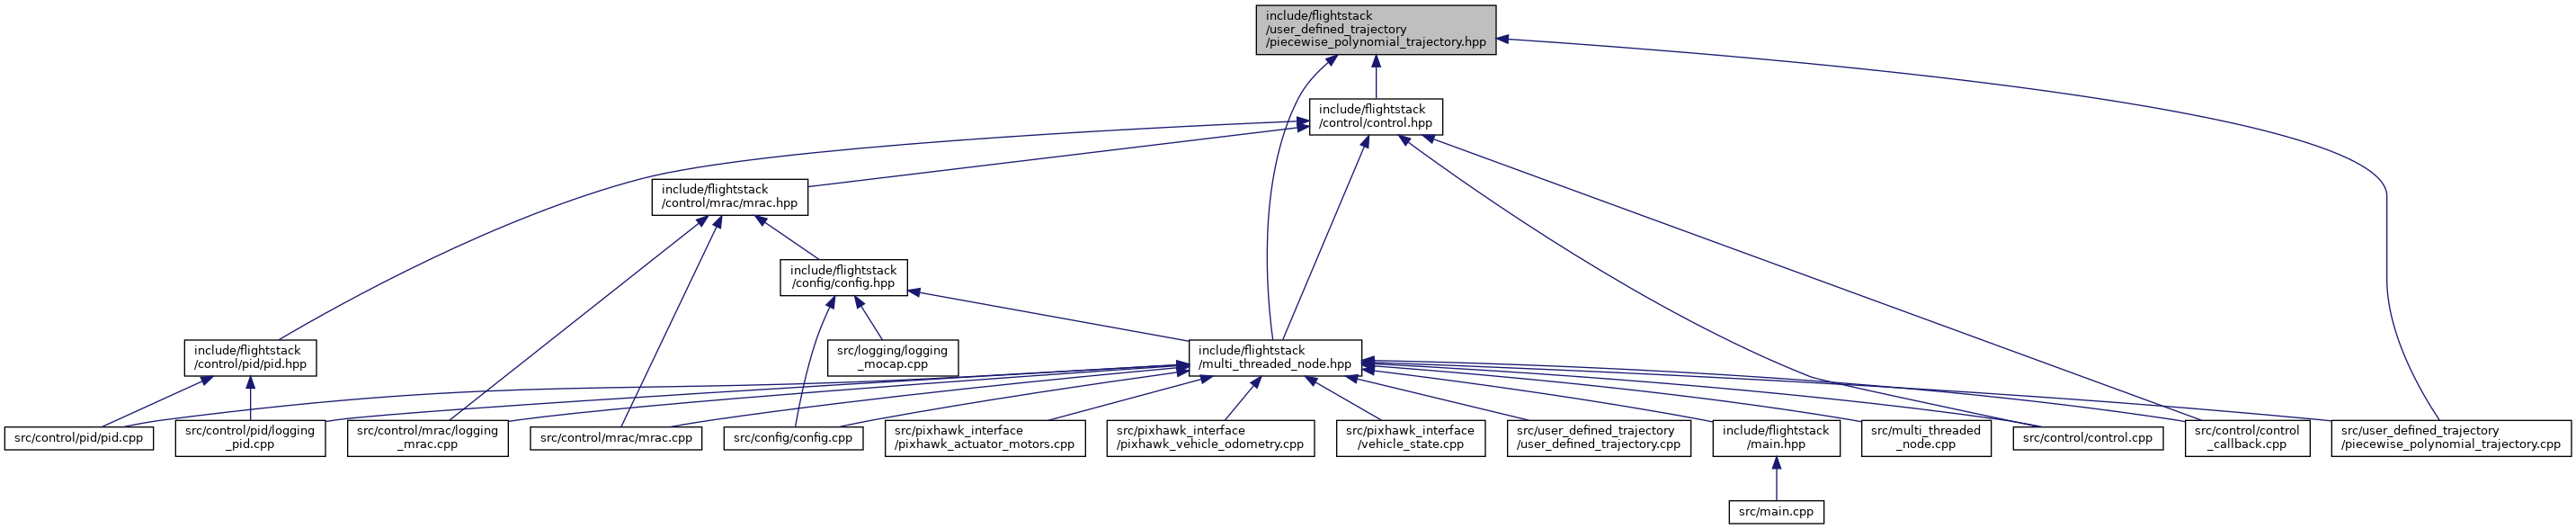 include/flightstack
/user_defined_trajectory
/piecewise_polynomial_trajectory.hpp
include/flightstack
/control/control.hpp
include/flightstack
/control/mrac/mrac.hpp
include/flightstack
/config/config.hpp
include/flightstack
/control/pid/pid.hpp
src/logging/logging
_mocap.cpp
include/flightstack
/multi_threaded_node.hpp
src/control/pid/pid.cpp
src/control/pid/logging
_pid.cpp
src/control/mrac/logging
_mrac.cpp
src/control/mrac/mrac.cpp
src/config/config.cpp
src/pixhawk_interface
/pixhawk_actuator_motors.cpp
src/pixhawk_interface
/pixhawk_vehicle_odometry.cpp
src/pixhawk_interface
/vehicle_state.cpp
src/user_defined_trajectory
/user_defined_trajectory.cpp
include/flightstack
/main.hpp
src/multi_threaded
_node.cpp
src/control/control.cpp
src/control/control
_callback.cpp
src/user_defined_trajectory
/piecewise_polynomial_trajectory.cpp
src/main.cpp